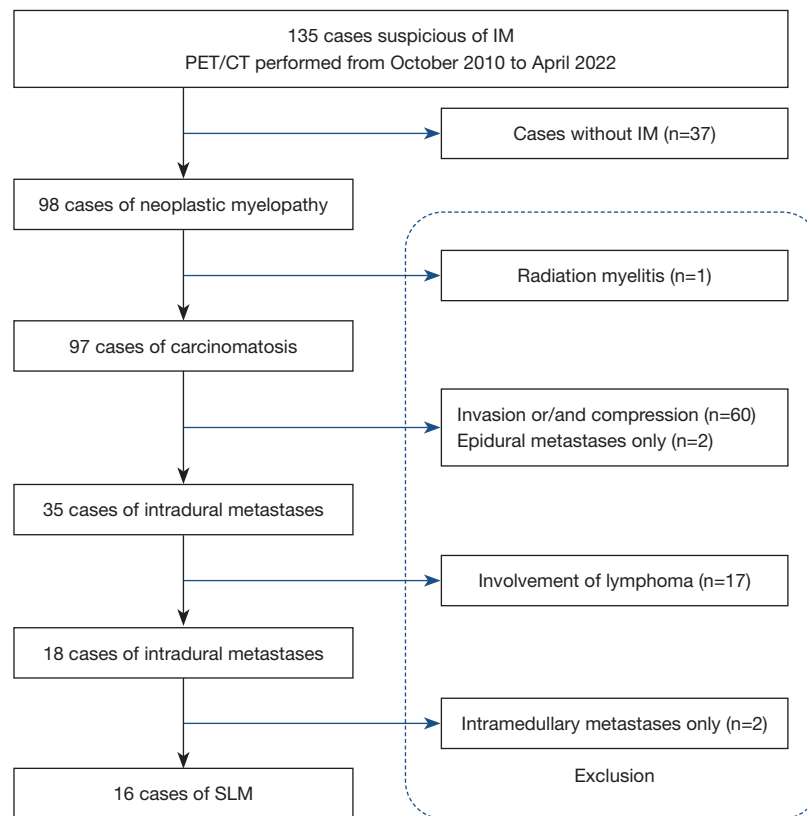 135 cases suspicious of IM
PET/CT performed from October 2010 to April 2022
Cases without IM (n=37)
98 cases of neoplastic myelopathy
Radiation myelitis (n=1)
97 cases of carcinomatosis
Invasion or/and compression (n=60)
Epidural metastases only (n=2)
35 cases of intradural metastases
Involvement of lymphoma (n=17)
18 cases of intradural metastases
Intramedullary metastases only (n=2)
Exclusion
16 cases of SLM